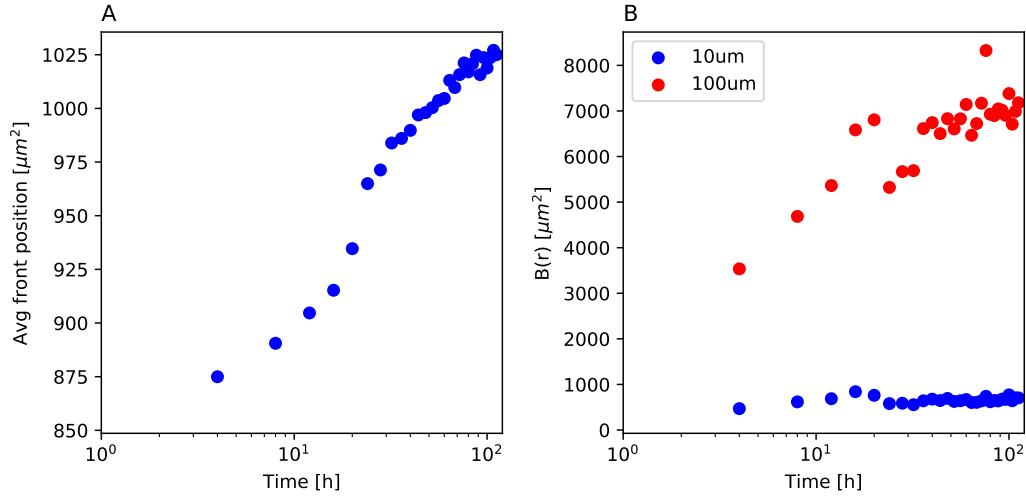 A
Avg front position [μm²]
1025
1000
975
950
925
900
875
850
10⁰
10¹
10²
Time [h]
B
B(r) [μm²]
10um
100um
8000
7000
6000
5000
4000
3000
2000
1000
0
10⁰
10¹
10²
Time [h]